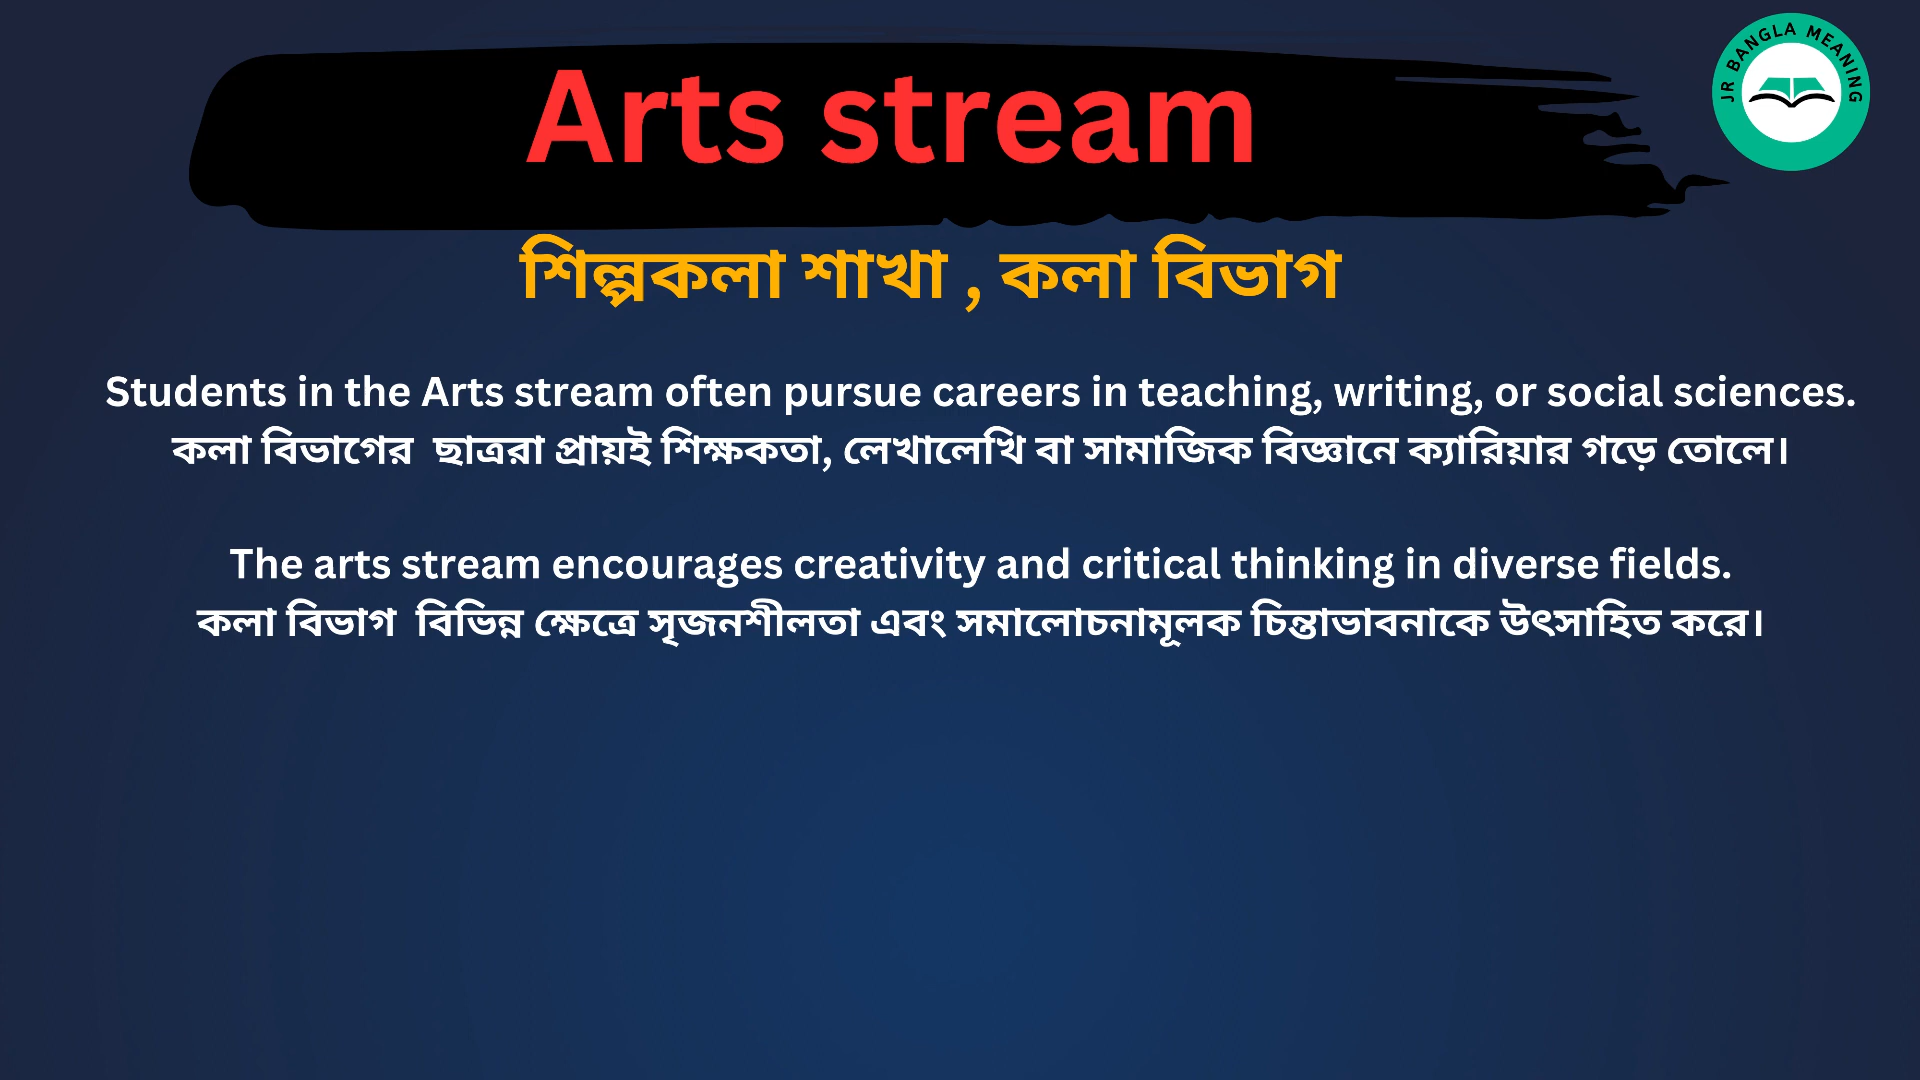 Arts stream
JR BANGLA MEANING
শিল্পকলা শাখা , কলা বিভাগ
Students in the Arts stream often pursue careers in teaching, writing, or social sciences.
কলা বিভাগের ছাত্ররা প্রায়ই শিক্ষকতা, লেখালেখি বা সামাজিক বিজ্ঞানে ক্যারিয়ার গড়ে তোলে।
The arts stream encourages creativity and critical thinking in diverse fields.
কলা বিভাগ বিভিন্ন ক্ষেত্রে সৃজনশীলতা এবং সমালোচনামূলক চিন্তাভাবনাকে উৎসাহিত করে।